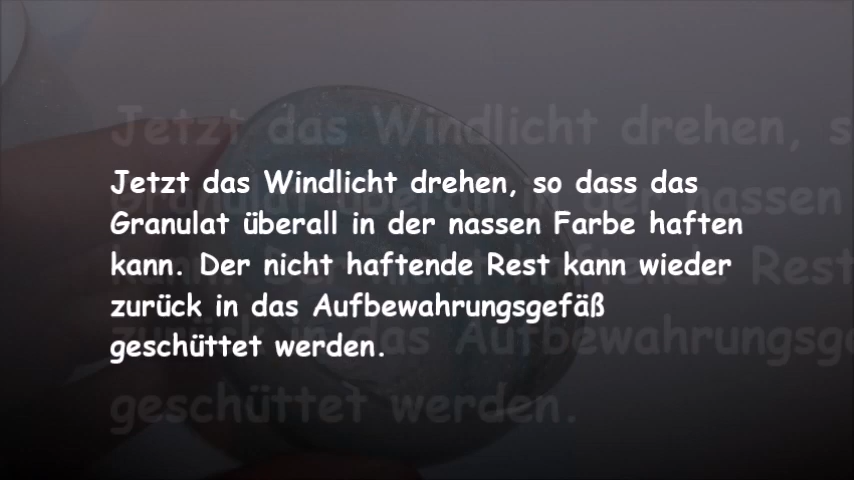 Jetzt das Windlicht drehen, so dass das
Granulat überall in der nassen Farbe haften
kann. Der nicht haftende Rest kann wieder
zurück in das Aufbewahrungsgefäß
geschüttet werden.